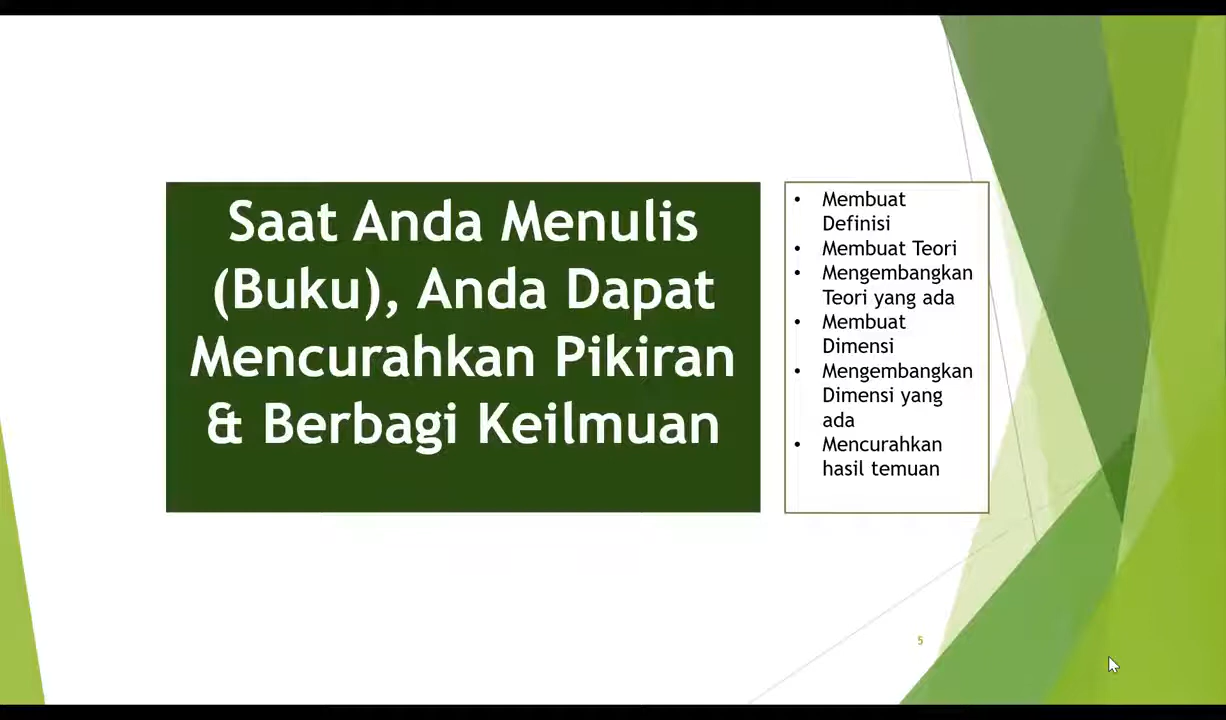 Saat Anda Menulis
(Buku), Anda Dapat
Mencurahkan Pikiran
& Berbagi Keilmuan
• Membuat
Definisi
• Membuat Teori
• Mengembangkan
Teori yang ada
• Membuat
Dimensi
• Mengembangkan
Dimensi yang
ada
• Mencurahkan
hasil temuan
5